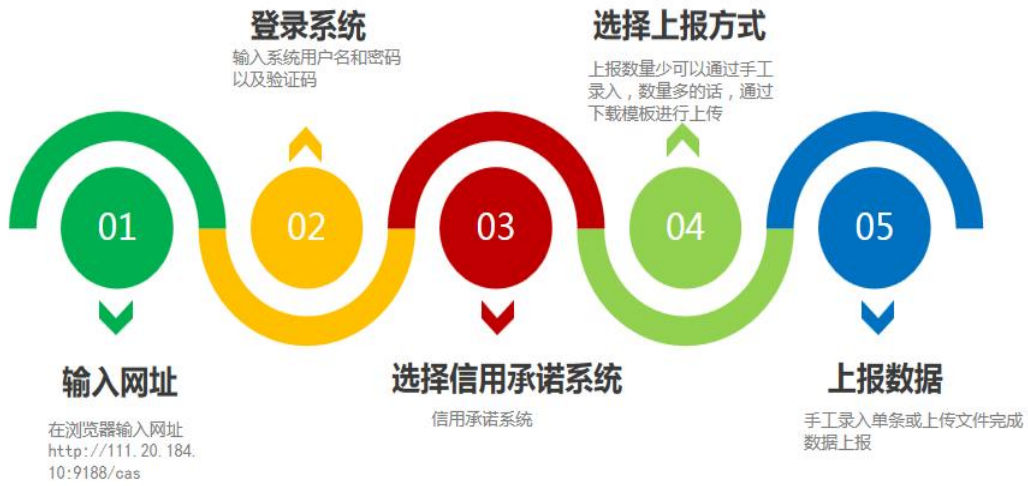 登录系统
输入系统用户名和密码
以及验证码
选择上报方式
上报数量少可以通过手工
录入，数量多的话，通过
下载模板进行上传
01
02
03
04
05
输入网址
在浏览器输入网址
http://111.20.184.
10:9188/cas
选择信用承诺系统
信用承诺系统
上报数据
手工录入单条或上传文件完成
数据上报